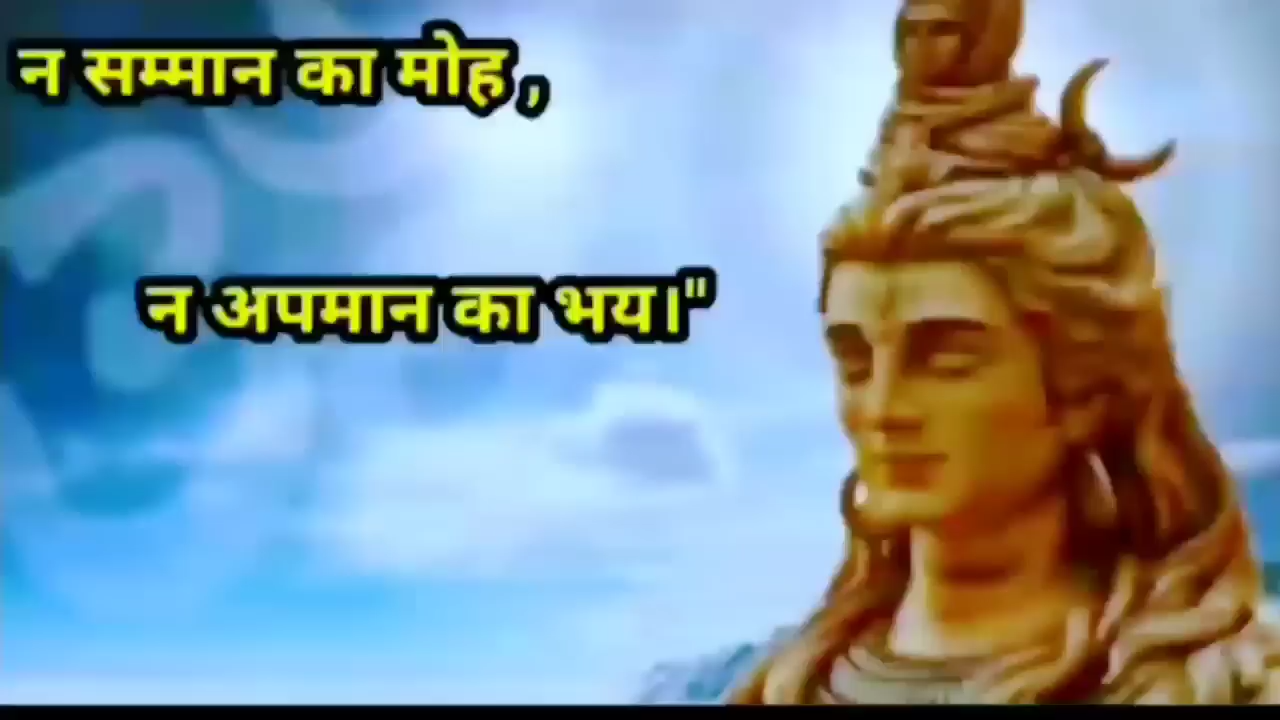 न सम्मान का मोह ,
न अपमान का भय।"